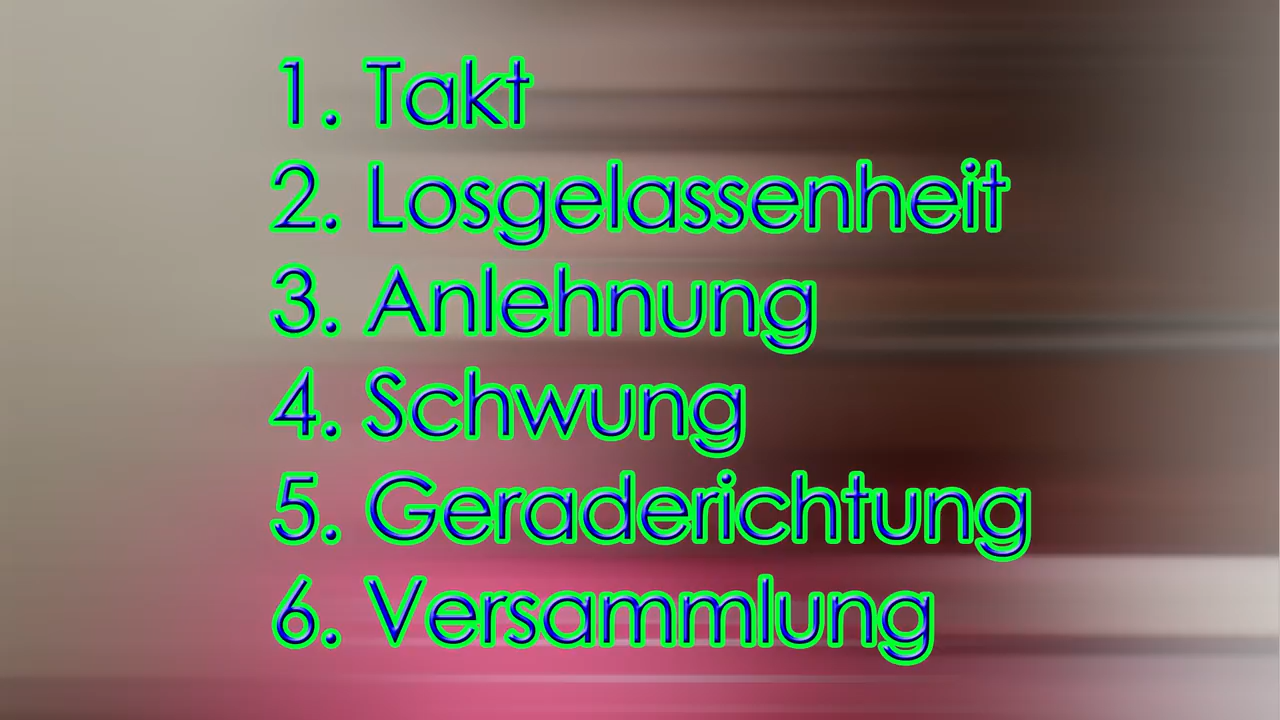 1. Takt
2. Losgelassenheit
3. Anlehnung
4. Schwung
5. Geraderichtung
6. Versammlung